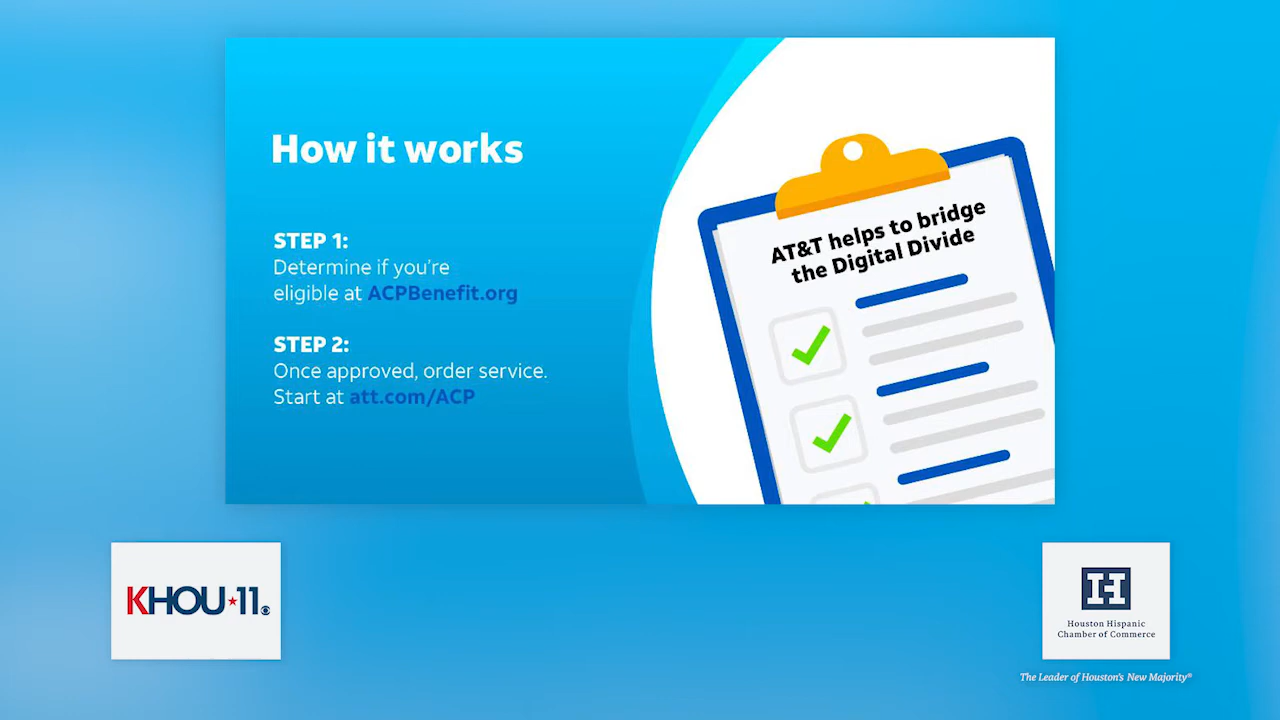 How it works
STEP 1:
Determine if you're
eligible at ACPBenefit.org
STEP 2:
Once approved, order service.
Start at att.com/ACP
AT&T helps to bridge
the Digital Divide
KHOU★11
H
Houston Hispanic
Chamber of Commerce
The Leader of Houston's New Majority®